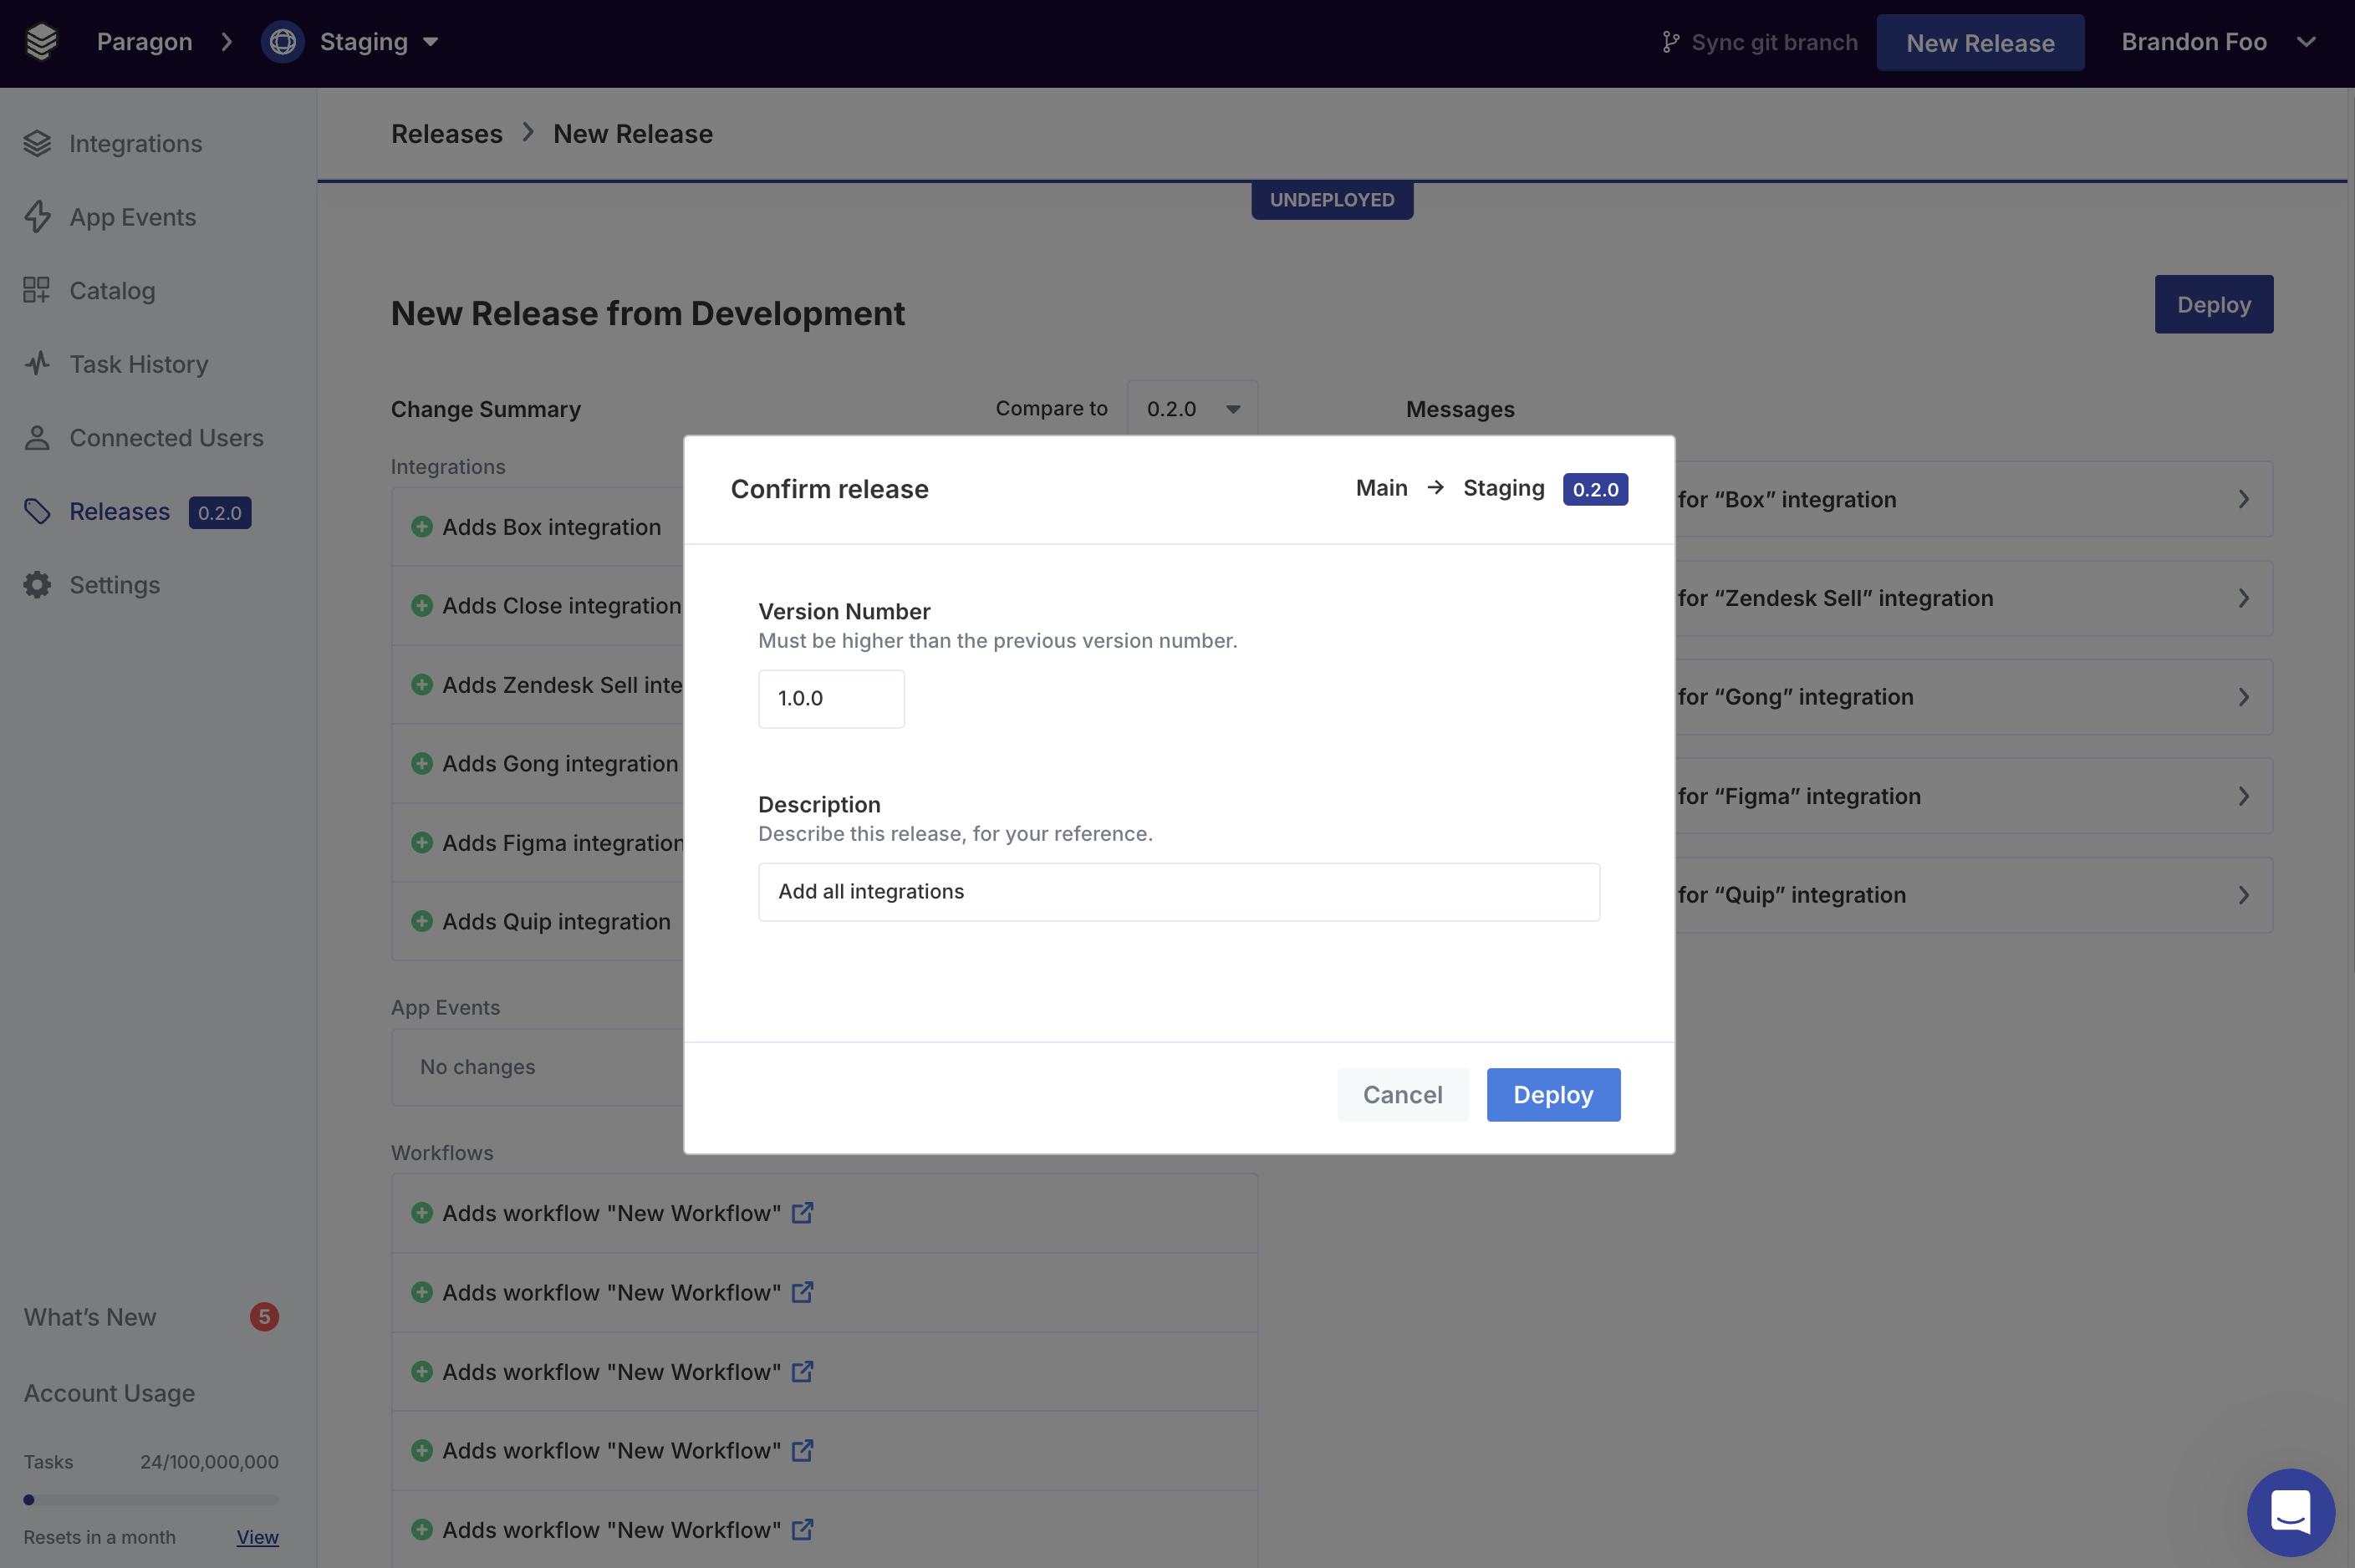 Paragon
Staging
Sync git branch
New Release
Brandon Foo
Integrations
App Events
Catalog
Task History
Connected Users
Releases 0.2.0
Settings
What's New 5
Account Usage
Tasks 24/100,000,000
Resets in a month View
Releases > New Release
UNDEPLOYED
New Release from Development
Deploy
Change Summary
Compare to 0.2.0
Messages
Integrations
Adds Box integration
Adds Close integration
Adds Zendesk Sell inte
Adds Gong integration
Adds Figma integration
Adds Quip integration
App Events
No changes
Workflows
Adds workflow "New Workflow"
Adds workflow "New Workflow"
Adds workflow "New Workflow"
Adds workflow "New Workflow"
Adds workflow "New Workflow"
for “Box” integration
for “Zendesk Sell” integration
for “Gong” integration
for “Figma” integration
for “Quip” integration
Confirm release
Main → Staging 0.2.0
Version Number
Must be higher than the previous version number.
1.0.0
Description
Describe this release, for your reference.
Add all integrations
Cancel
Deploy